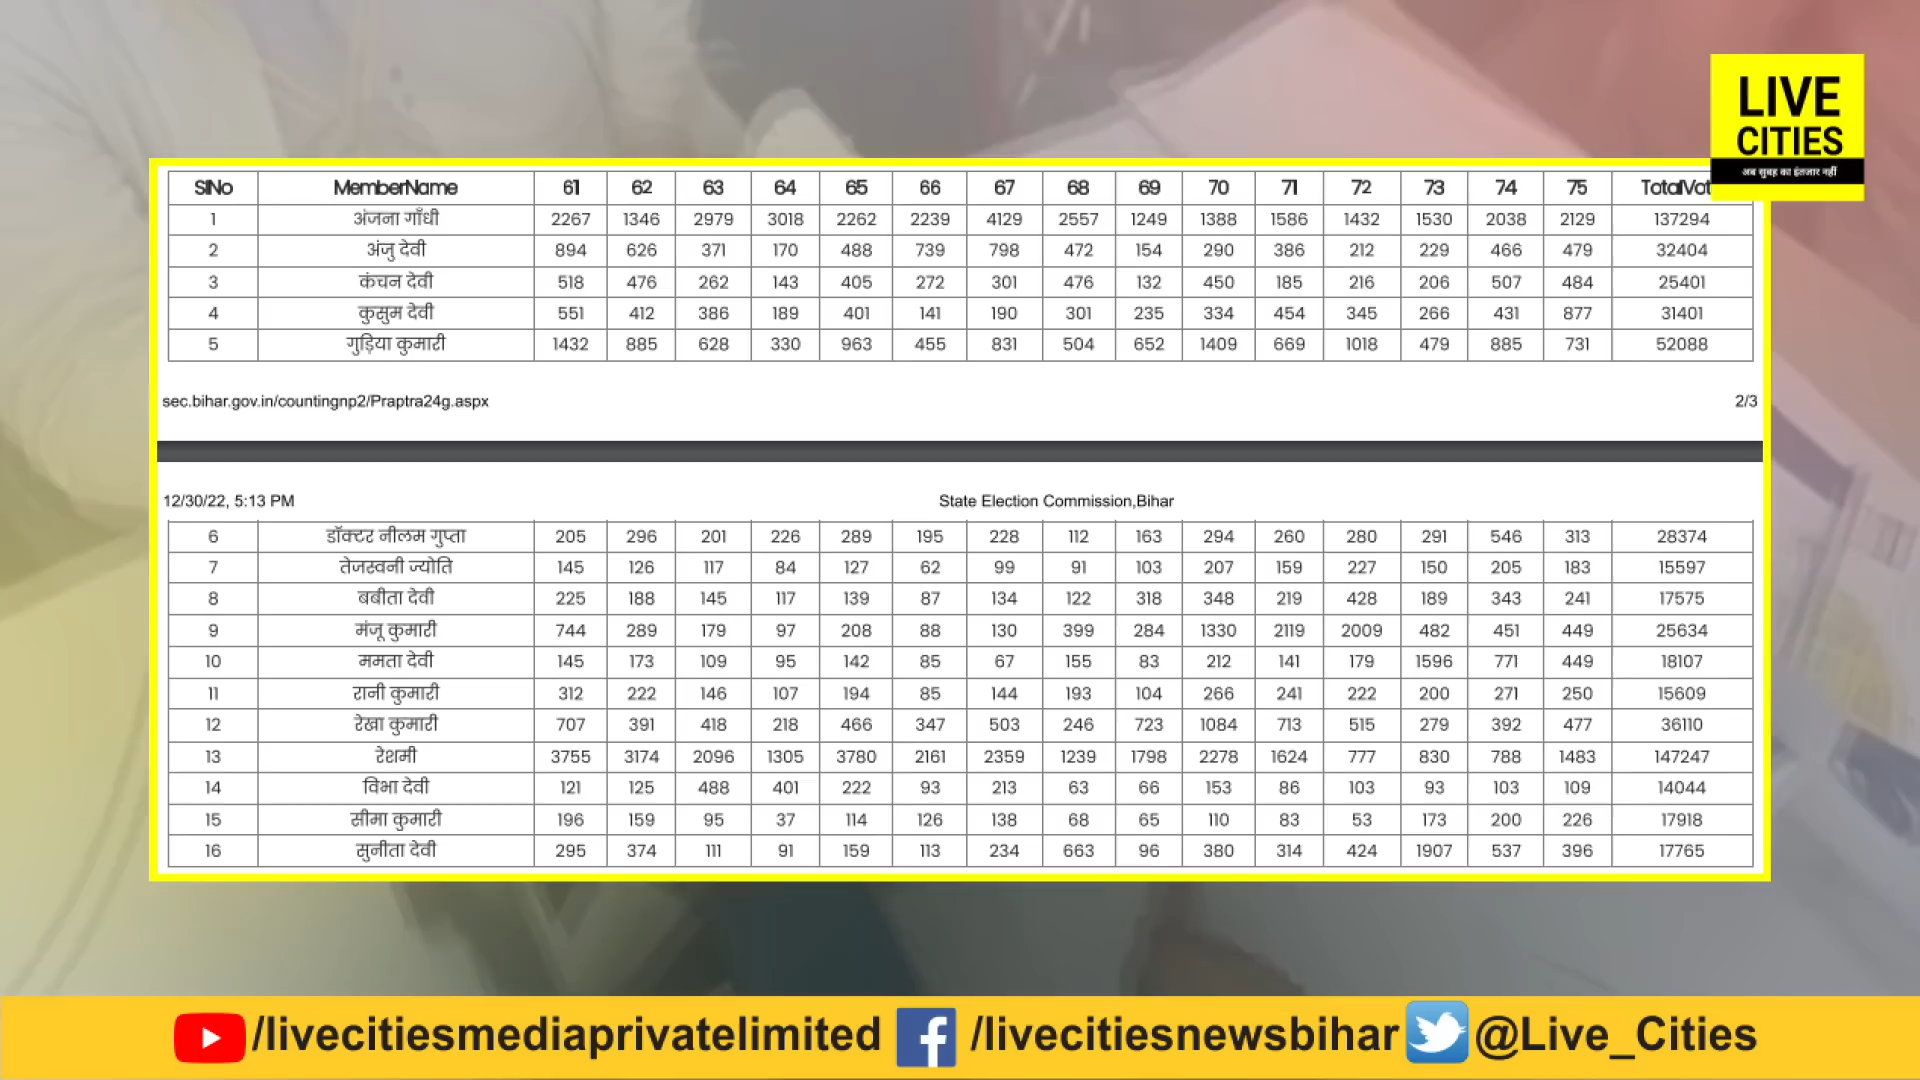 LIVE
CITIES
अब सुबह का इंतजार नहीं
SlNo MemberName 61 62 63 64 65 66 67 68 69 70 71 72 73 74 75
1 अंजना गाँधी 2267 1346 2979 3018 2262 2239 4129 2557 1249 1388 1586 1432 1530 2038 2129 137294
2 अंजु देवी 894 626 371 170 488 739 798 472 154 290 386 212 229 466 479 32404
3 कंचन देवी 518 476 262 143 405 272 301 476 132 450 185 216 206 507 484 25401
4 कुसुम देवी 551 412 386 189 401 141 190 301 235 334 454 345 266 431 877 31401
5 गुड़िया कुमारी 1432 885 628 330 963 455 831 504 652 1409 669 1018 479 885 731 52088
sec.bihar.gov.in/countingnp2/Praptra24g.aspx 2/3
12/30/22, 5:13 PM State Election Commission,Bihar
6 डॉक्टर नीलम गुप्ता 205 296 201 226 289 195 228 112 163 294 260 280 291 546 313 28374
7 तेजस्वनी ज्योति 145 126 117 84 127 62 99 91 103 207 159 227 150 205 183 15597
8 बबीता देवी 225 188 145 117 139 87 134 122 318 348 219 428 189 343 241 17575
9 मंजू कुमारी 744 289 179 97 208 88 130 399 284 1330 2119 2009 482 451 449 25634
10 ममता देवी 145 173 109 95 142 85 67 155 83 212 141 179 1596 771 449 18107
11 रानी कुमारी 312 222 146 107 194 85 144 193 104 266 241 222 200 271 250 15609
12 रेखा कुमारी 707 391 418 218 466 347 503 246 723 1084 713 515 279 392 477 36110
13 रेशमी 3755 3174 2096 1305 3780 2161 2359 1239 1798 2278 1624 777 830 788 1483 147247
14 विभा देवी 121 125 488 401 222 93 213 63 66 153 86 103 93 103 109 14044
15 सीमा कुमारी 196 159 95 37 114 126 138 68 65 110 83 53 173 200 226 17918
16 सुनीता देवी 295 374 111 91 159 113 234 663 96 380 314 424 1907 537 396 17765
/livecitiesmediaprivatelimited /livecitiesnewsbihar @Live_Cities